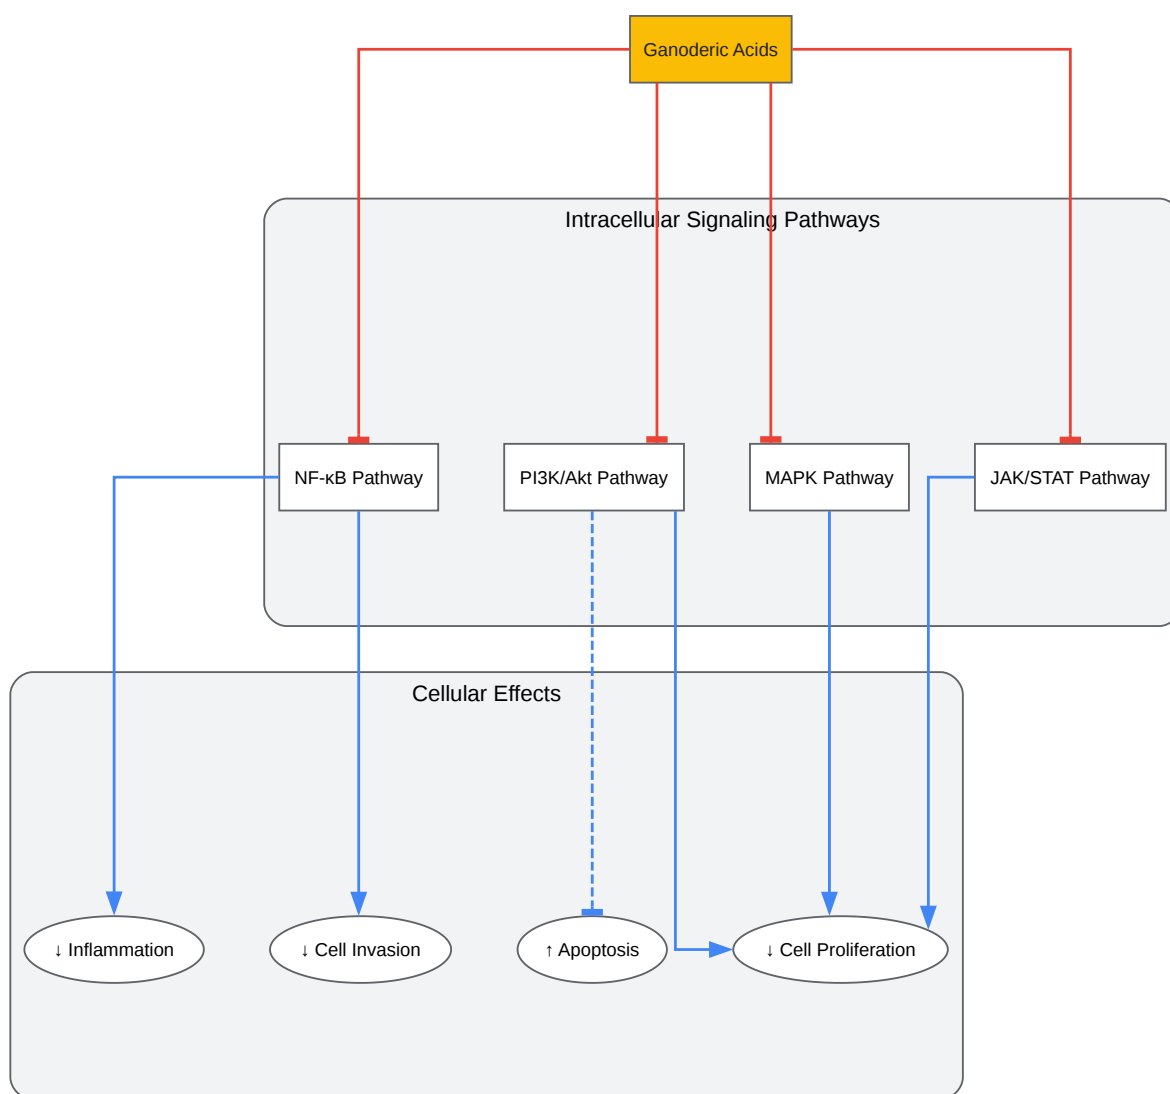 Ganoderic Acids
Intracellular Signaling Pathways
NF-κB Pathway
PI3K/Akt Pathway
MAPK Pathway
JAK/STAT Pathway
Cellular Effects
↓ Inflammation
↓ Cell Invasion
↑ Apoptosis
↓ Cell Proliferation